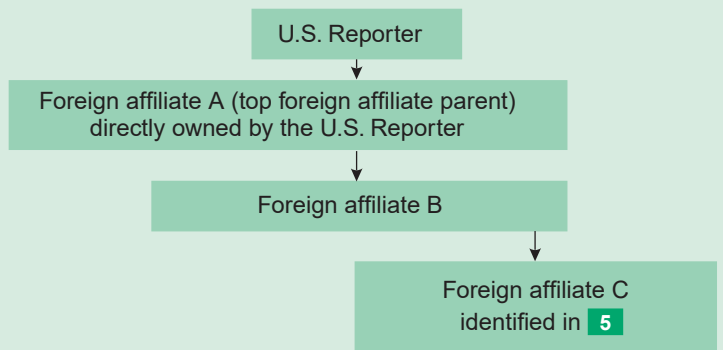 U.S. Reporter
Foreign affiliate A (top foreign affiliate parent)
directly owned by the U.S. Reporter
Foreign affiliate B
Foreign affiliate C
identified in 5